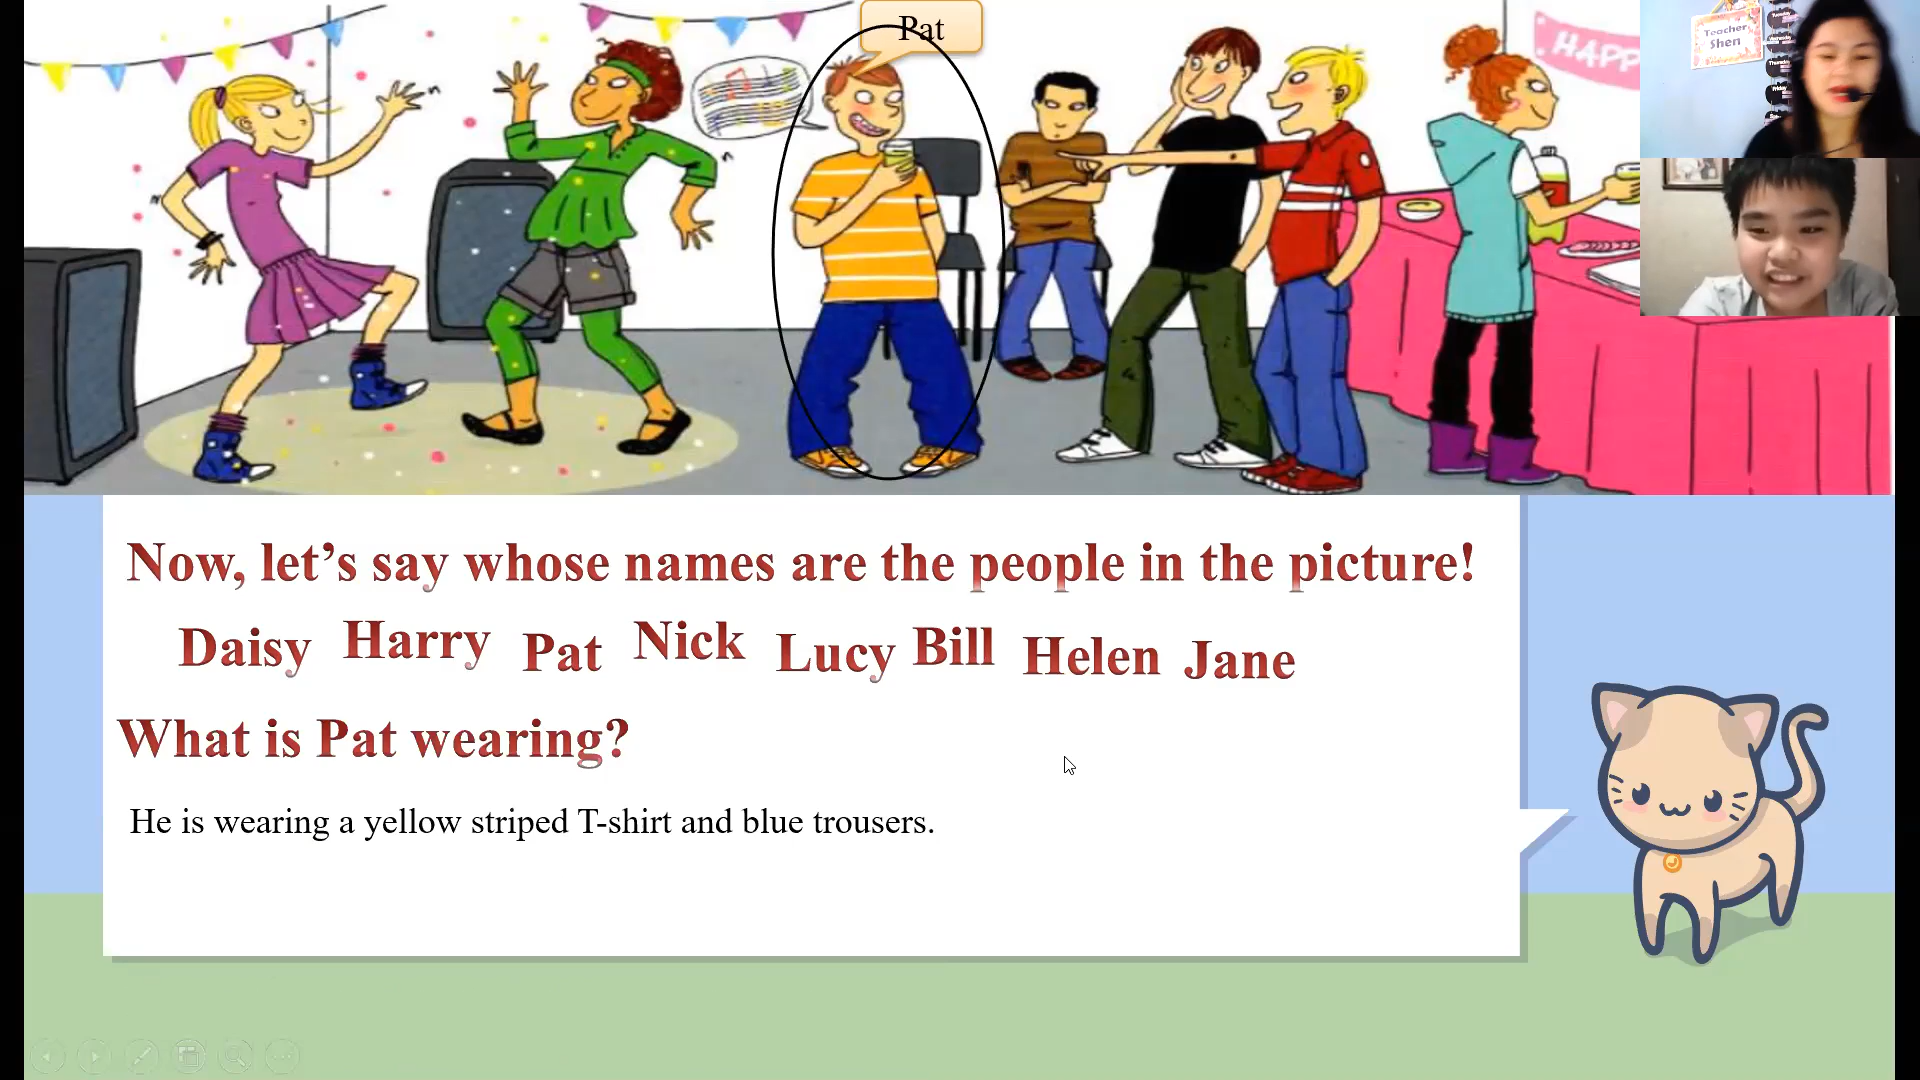 Pat
HAPP
Teacher
Shen
Now, let's say whose names are the people in the picture!
Daisy Harry Pat Nick Lucy Bill Helen Jane
What is Pat wearing?
He is wearing a yellow striped T-shirt and blue trousers.